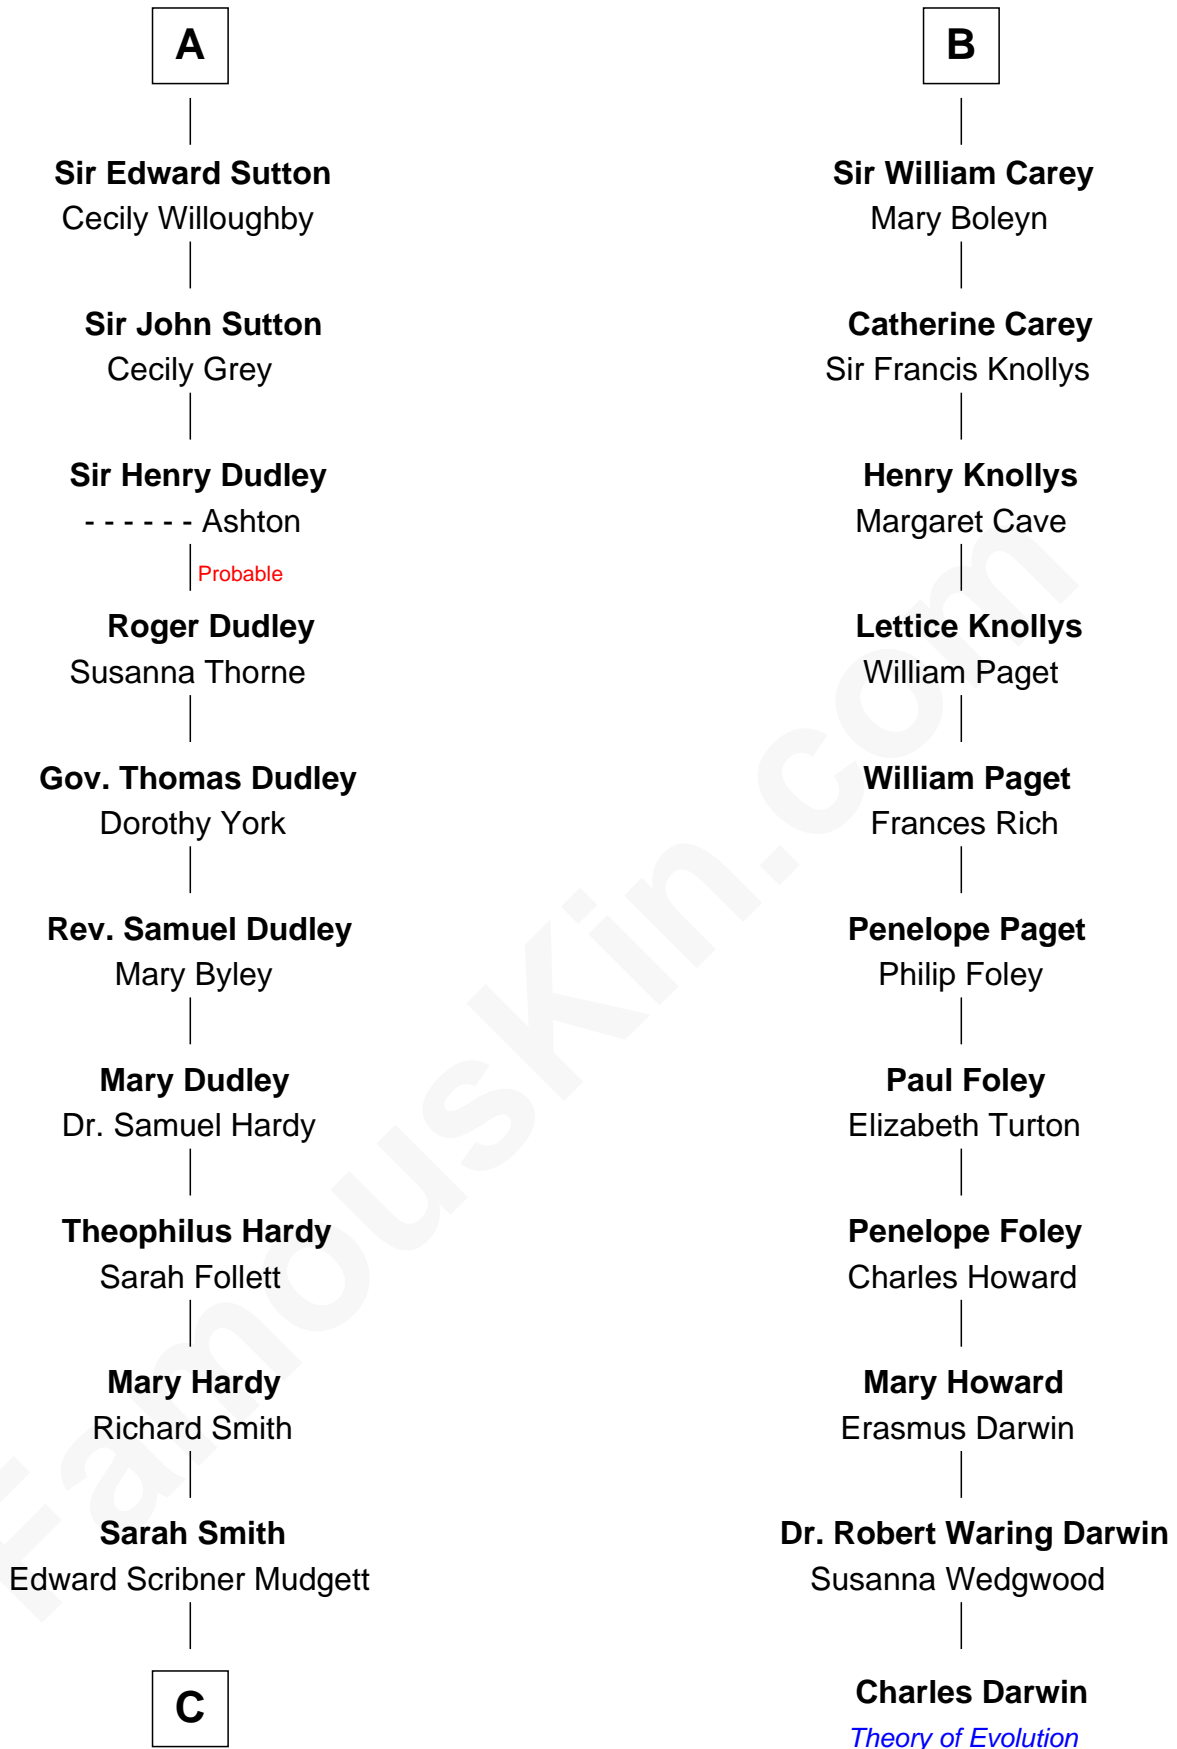 A
Sir Edward Sutton
Cecily Willoughby
Sir John Sutton
Cecily Grey
Sir Henry Dudley
- - - - - - Ashton
Probable
Roger Dudley
Susanna Thorne
Gov. Thomas Dudley
Dorothy York
Rev. Samuel Dudley
Mary Byley
Mary Dudley
Dr. Samuel Hardy
Theophilus Hardy
Sarah Follett
Mary Hardy
Richard Smith
Sarah Smith
Edward Scribner Mudgett
C
B
Sir William Carey
Mary Boleyn
Catherine Carey
Sir Francis Knollys
Henry Knollys
Margaret Cave
Lettice Knollys
William Paget
William Paget
Frances Rich
Penelope Paget
Philip Foley
Paul Foley
Elizabeth Turton
Penelope Foley
Charles Howard
Mary Howard
Erasmus Darwin
Dr. Robert Waring Darwin
Susanna Wedgwood
Charles Darwin
Theory of Evolution
FamousKin.com